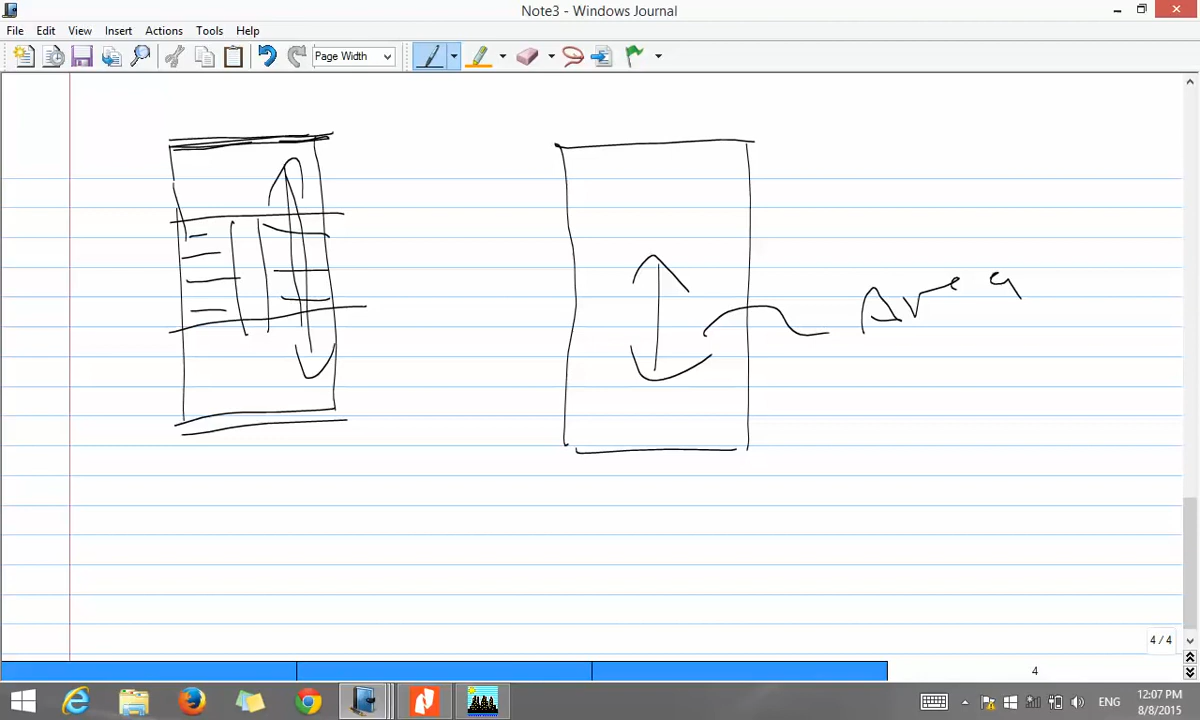 Note3 - Windows Journal
File Edit View Insert Actions Tools Help
Page Width
Area
4 / 4
4
ENG
12:07 PM
8/8/2015